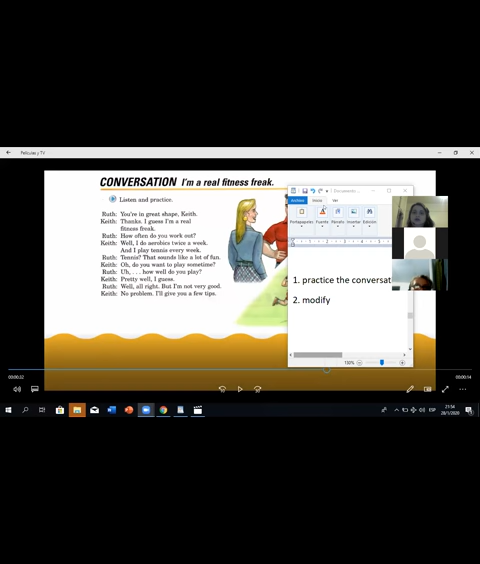 Películas y TV
CONVERSATION I'm a real fitness freak.
Listen and practice.
Ruth: You're in great shape, Keith.
Keith: Thanks. I guess I'm a real
fitness freak.
Ruth: How often do you work out?
Keith: Well, I do aerobics twice a week.
And I play tennis every week.
Ruth: Tennis? That sounds like a lot of fun.
Keith: Oh, do you want to play sometime?
Ruth: Uh, . . . how well do you play?
Keith: Pretty well, I guess.
Ruth: Well, all right. But I'm not very good.
Keith: No problem. I'll give you a few tips.
Archivo Inicio Ver
Portapapeles Fuente Párrafo Insertar Edición
1. practice the conversat
2. modify
100%
00:00:32
00:00:14
ESP
21:54
28/1/2020